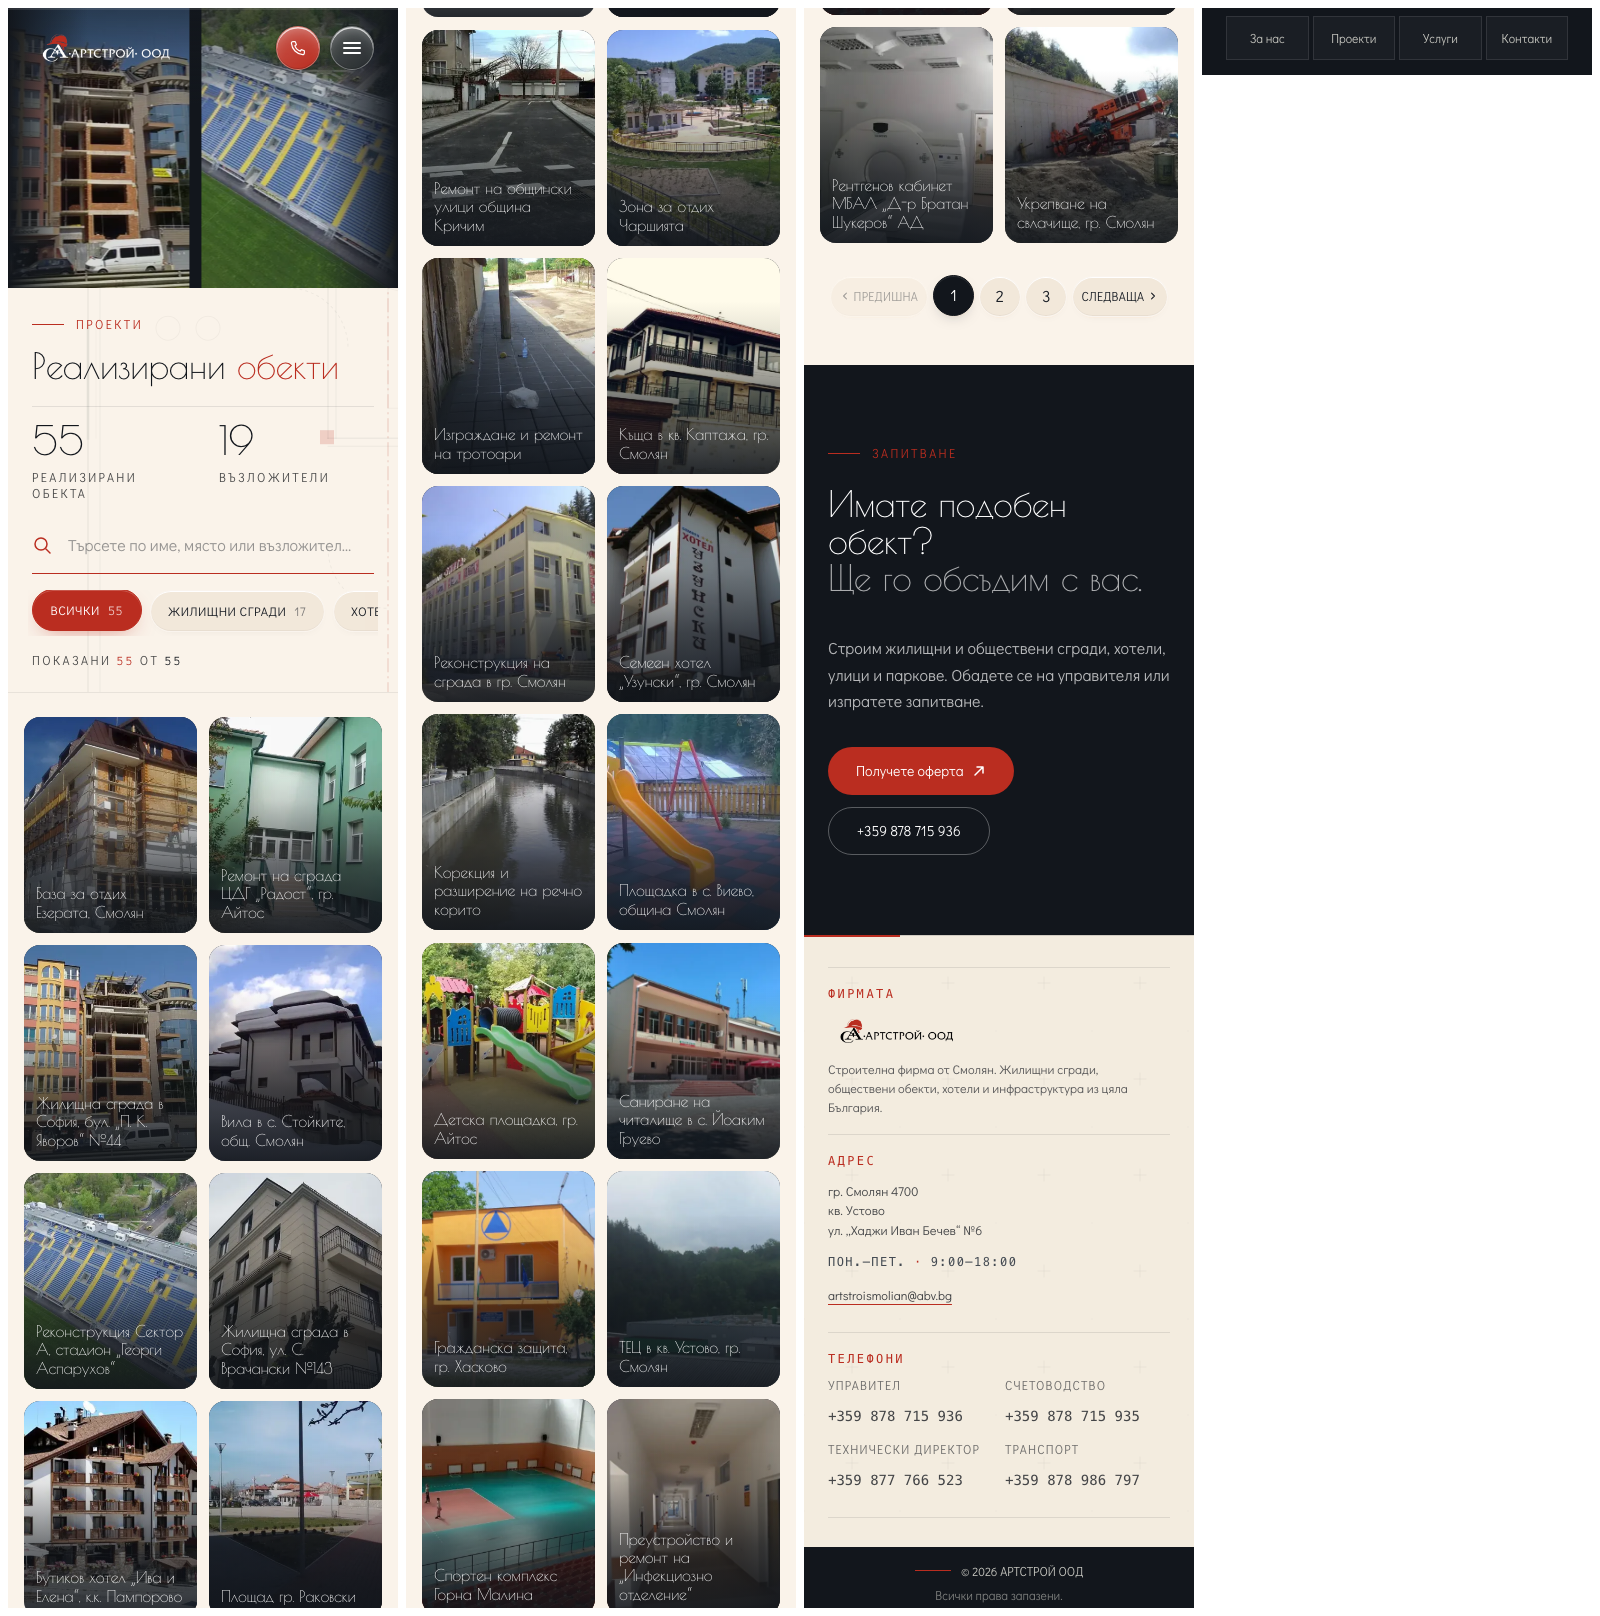 АРТСТРОЙ· ООД
ПРОЕКТИ
Реализирани обекти
55
РЕАЛИЗИРАНИ
ОБЕКТА
19
ВЪЗЛОЖИТЕЛИ
Търсете по име, място или възложител...
ВСИЧКИ 55
ЖИЛИЩНИ СГРАДИ 17
ХОТЕ
ПОКАЗАНИ 55 ОТ 55
База за отдих
Езерата, Смолян
Ремонт на сграда
ЦДГ „Радост“, гр.
Айтос
Жилищна сграда в
София, бул. „П. К.
Яворов“ №44
Вила в с. Стойките,
общ. Смолян
Реконструкция Сектор
А, стадион „Георги
Аспарухов“
Жилищна сграда в
София, ул. С.
Врачански №143
Бутиков хотел „Ива и
Елена“, к.к. Пампорово
Площад гр. Раковски
Ремонт на общински
улици община
Кричим
Зона за отдих
Чаршията
Изграждане и ремонт
на тротоари
Къща в кв. Каптажа, гр.
Смолян
Реконструкция на
сграда в гр. Смолян
ХОТЕЛ
УЗУНСКИ
Семеен хотел
„Узунски“, гр. Смолян
Корекция и
разширение на речно
корито
Площадка в с. Виево,
община Смолян
Детска площадка, гр.
Айтос
Саниране на
читалище в с. Йоаким
Груево
Гражданска защита,
гр. Хасково
ТЕЦ в кв. Устово, гр.
Смолян
Спортен комплекс
Горна Малина
Преустройство и
ремонт на
„Инфекциозно
отделение“
Рентгенов кабинет
МБАЛ „Д-р Братан
Шукеров“ АД
Укрепване на
свлачище, гр. Смолян
ПРЕДИШНА
1
2
3
СЛЕДВАЩА
ЗАПИТВАНЕ
Имате подобен
обект?
Ще го обсъдим с вас.
Строим жилищни и обществени сгради, хотели,
улици и паркове. Обадете се на управителя или
изпратете запитване.
Получете оферта
+359 878 715 936
ФИРМАТА
АРТСТРОЙ· ООД
Строителна фирма от Смолян. Жилищни сгради,
обществени обекти, хотели и инфраструктура из цяла
България.
АДРЕС
гр. Смолян 4700
кв. Устово
ул. „Хаджи Иван Бечев“ №6
ПОН.—ПЕТ. · 9:00—18:00
artstroismolian@abv.bg
ТЕЛЕФОНИ
УПРАВИТЕЛ
+359 878 715 936
СЧЕТОВОДСТВО
+359 878 715 935
ТЕХНИЧЕСКИ ДИРЕКТОР
+359 877 766 523
ТРАНСПОРТ
+359 878 986 797
© 2026 АРТСТРОЙ ООД
Всички права запазени.
За нас
Проекти
Услуги
Контакти